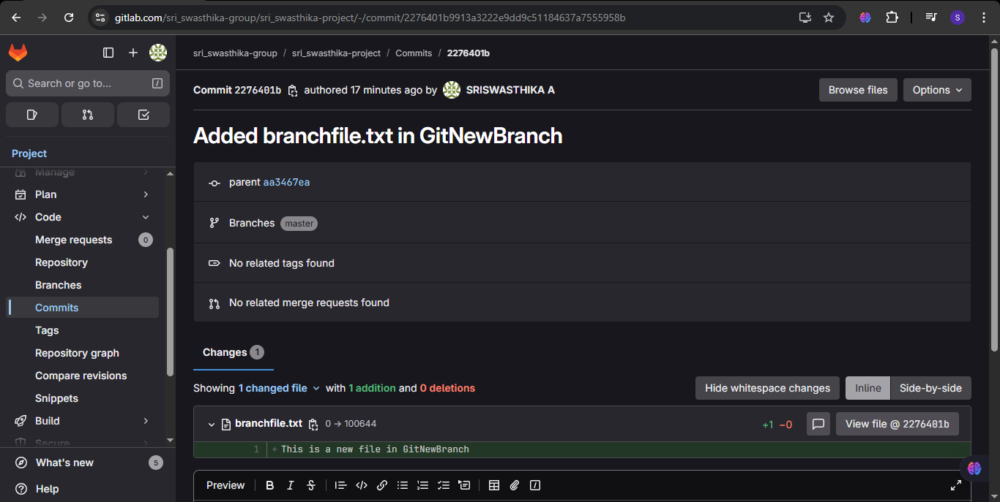 gitlab.com/sri_swasthika-group/sri_swasthika-project/-/commit/2276401b9913a3222e9dd9c51184637a7555958b
S
Search or go to...
/
Project
Manage
Plan
Code
Merge requests 0
Repository
Branches
Commits
Tags
Repository graph
Compare revisions
Snippets
Build
Secure
What's new 5
Help
sri_swasthika-group / sri_swasthika-project / Commits / 2276401b
Commit 2276401b authored 17 minutes ago by SRISWASTHIKA A
Browse files
Options
Added branchfile.txt in GitNewBranch
parent aa3467ea
Branches master
No related tags found
No related merge requests found
Changes 1
Showing 1 changed file with 1 addition and 0 deletions
Hide whitespace changes
Inline
Side-by-side
branchfile.txt 0 → 100644
+1 −0
View file @ 2276401b
1 + This is a new file in GitNewBranch
Preview B I S